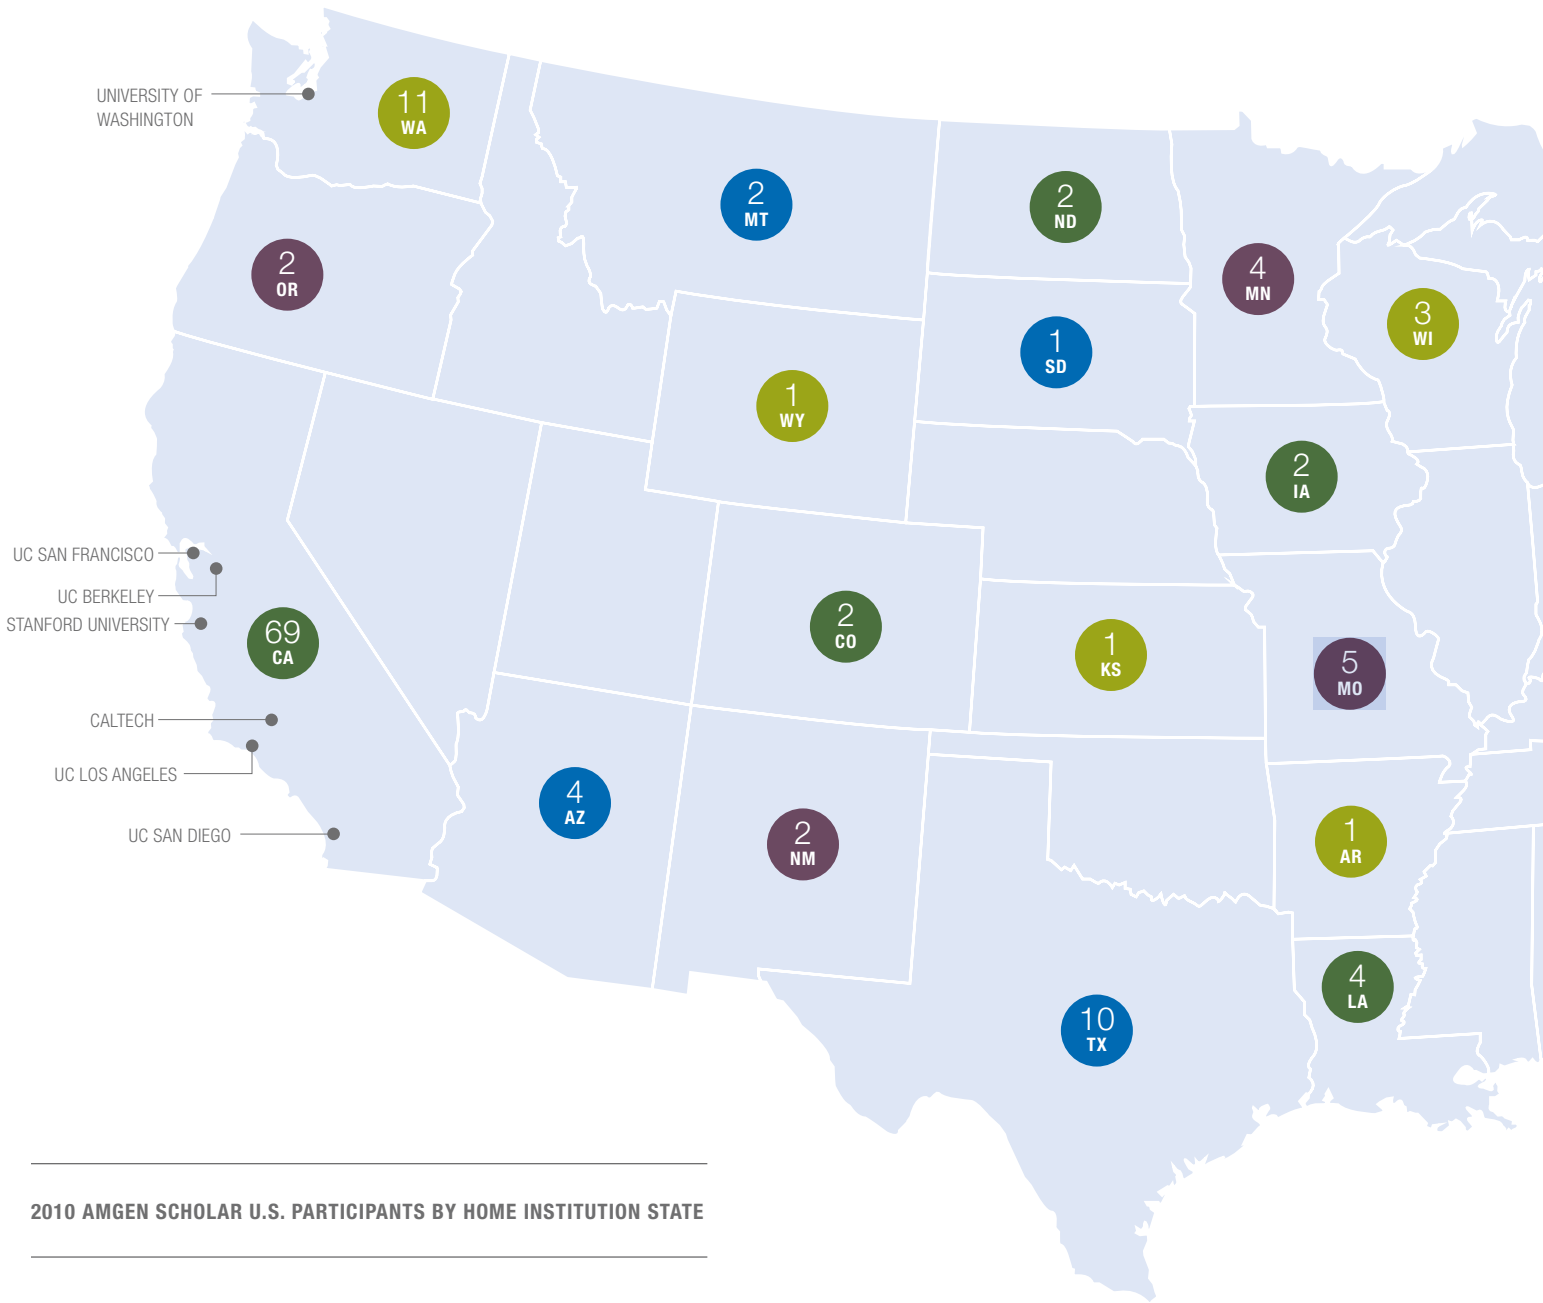 UNIVERSITY OF
WASHINGTON
11
WA
2
MT
2
ND
2
OR
4
MN
3
WI
1
SD
1
WY
2
IA
UC SAN FRANCISCO
UC BERKELEY
STANFORD UNIVERSITY
69
CA
2
CO
1
KS
5
MO
CALTECH
UC LOS ANGELES
UC SAN DIEGO
4
AZ
2
NM
1
AR
4
LA
10
TX
2010 AMGEN SCHOLAR U.S. PARTICIPANTS BY HOME INSTITUTION STATE